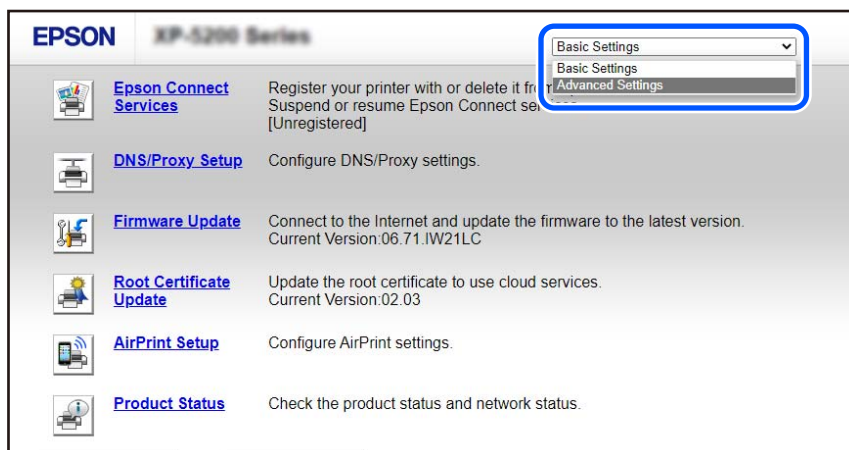 EPSON XP-5200 Series
Basic Settings
Basic Settings
Advanced Settings
Epson Connect Services
Register your printer with or delete it
Suspend or resume Epson Connect
[Unregistered]
DNS/Proxy Setup
Configure DNS/Proxy settings.
Firmware Update
Connect to the Internet and update the firmware to the latest version.
Current Version:06.71.IW21LC
Root Certificate
Update
Update the root certificate to use cloud services.
Current Version:02.03
AirPrint Setup
Configure AirPrint settings.
Product Status
Check the product status and network status.